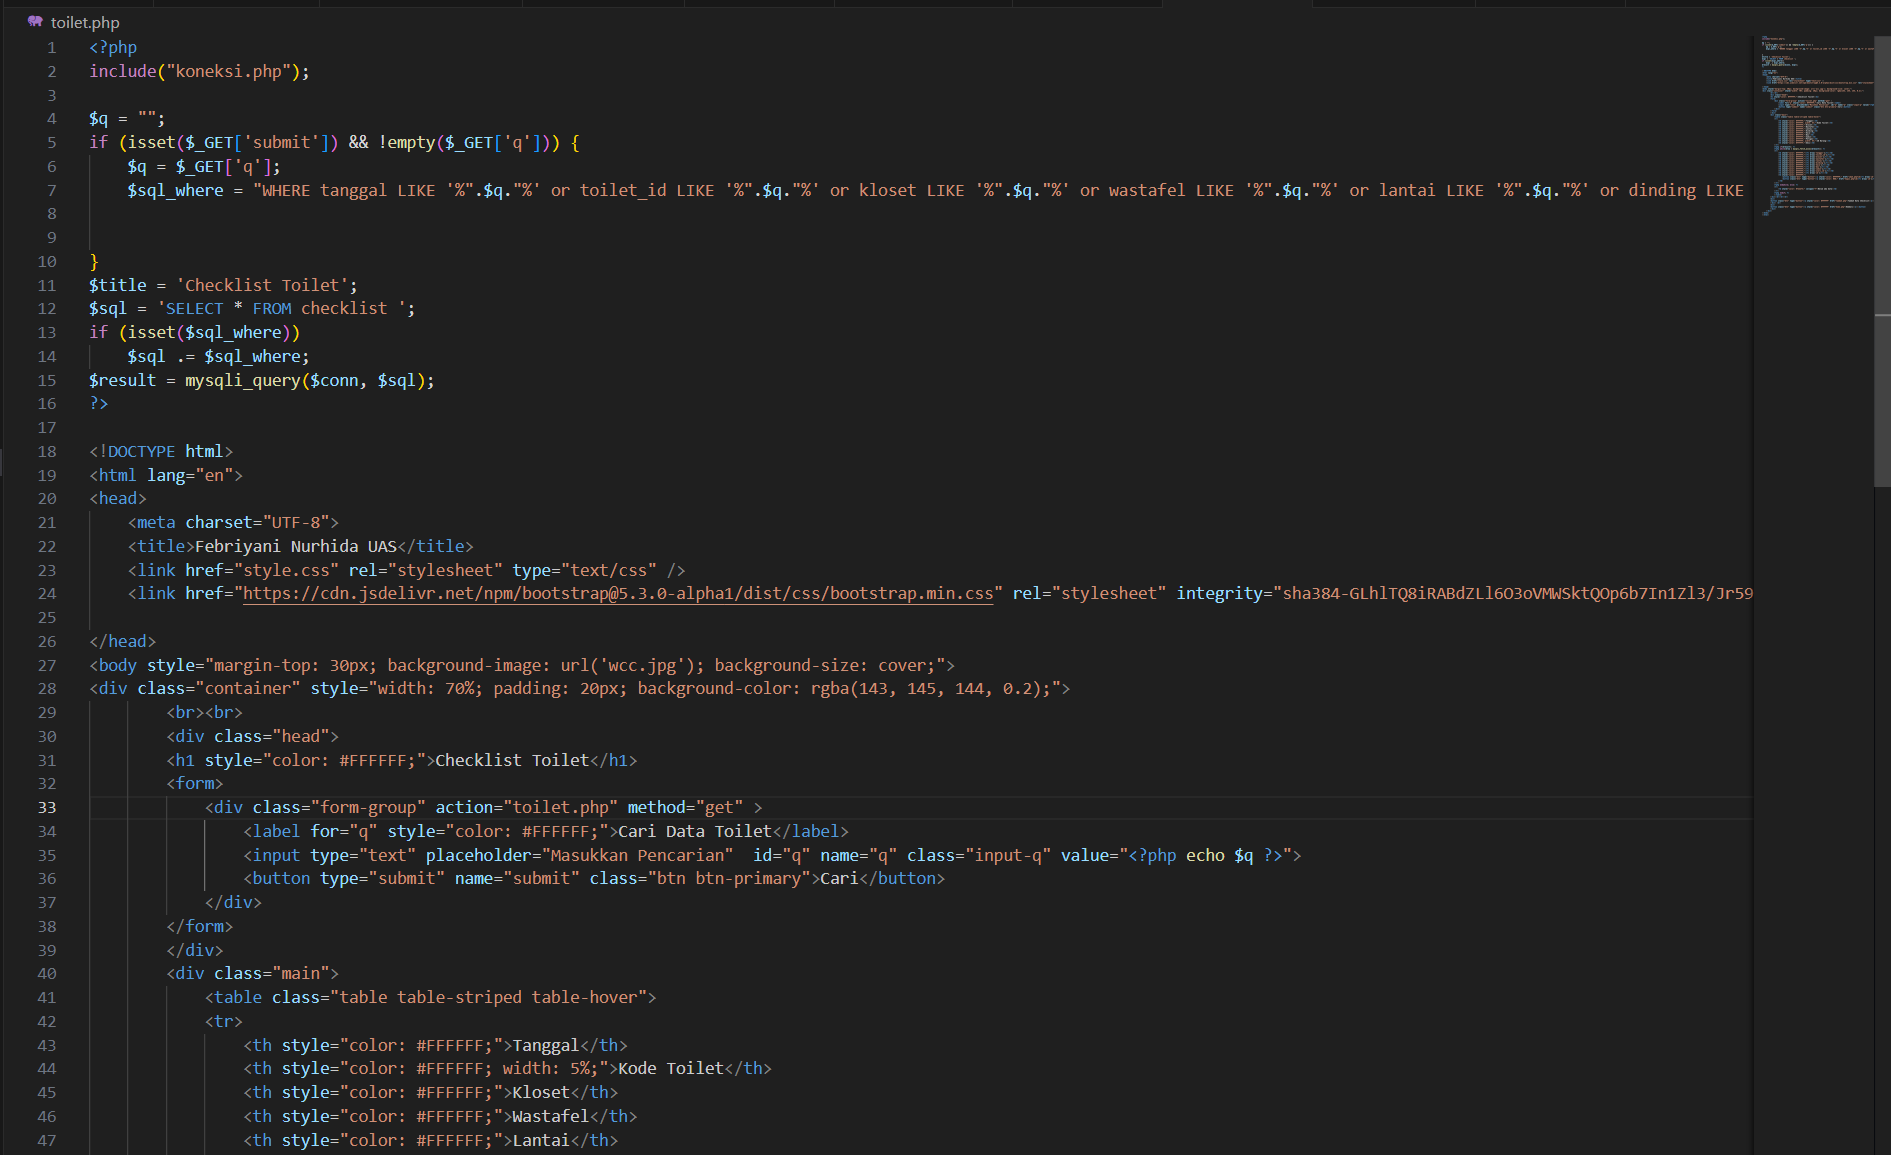 toilet.php
1 <?php
2 include("koneksi.php");
3
4 $q = "";
5 if (isset($_GET['submit']) && !empty($_GET['q'])) {
6     $q = $_GET['q'];
7     $sql_where = "WHERE tanggal LIKE '%".$q."%' or toilet_id LIKE '%".$q."%' or kloset LIKE '%".$q."%' or wastafel LIKE '%".$q."%' or lantai LIKE '%".$q."%' or dinding LIKE
8
9
10 }
11 $title = 'Checklist Toilet';
12 $sql = 'SELECT * FROM checklist ';
13 if (isset($sql_where))
14     $sql .= $sql_where;
15 $result = mysqli_query($conn, $sql);
16 ?>
17
18 <!DOCTYPE html>
19 <html lang="en">
20 <head>
21     <meta charset="UTF-8">
22     <title>Febriyani Nurhida UAS</title>
23     <link href="style.css" rel="stylesheet" type="text/css" />
24     <link href="https://cdn.jsdelivr.net/npm/bootstrap@5.3.0-alpha1/dist/css/bootstrap.min.css" rel="stylesheet" integrity="sha384-GLhlTQ8iRABdZLl6O3oVMWSktQOp6b7In1Zl3/Jr59
25
26 </head>
27 <body style="margin-top: 30px; background-image: url('wcc.jpg'); background-size: cover;">
28 <div class="container" style="width: 70%; padding: 20px; background-color: rgba(143, 145, 144, 0.2);">
29         <br><br>
30         <div class="head">
31         <h1 style="color: #FFFFFF;">Checklist Toilet</h1>
32         <form>
33             <div class="form-group" action="toilet.php" method="get" >
34                 <label for="q" style="color: #FFFFFF;">Cari Data Toilet</label>
35                 <input type="text" placeholder="Masukkan Pencarian"  id="q" name="q" class="input-q" value="<?php echo $q ?>">
36                 <button type="submit" name="submit" class="btn btn-primary">Cari</button>
37             </div>
38         </form>
39         </div>
40         <div class="main">
41             <table class="table table-striped table-hover">
42             <tr>
43                 <th style="color: #FFFFFF;">Tanggal</th>
44                 <th style="color: #FFFFFF; width: 5%;">Kode Toilet</th>
45                 <th style="color: #FFFFFF;">Kloset</th>
46                 <th style="color: #FFFFFF;">Wastafel</th>
47                 <th style="color: #FFFFFF;">Lantai</th>